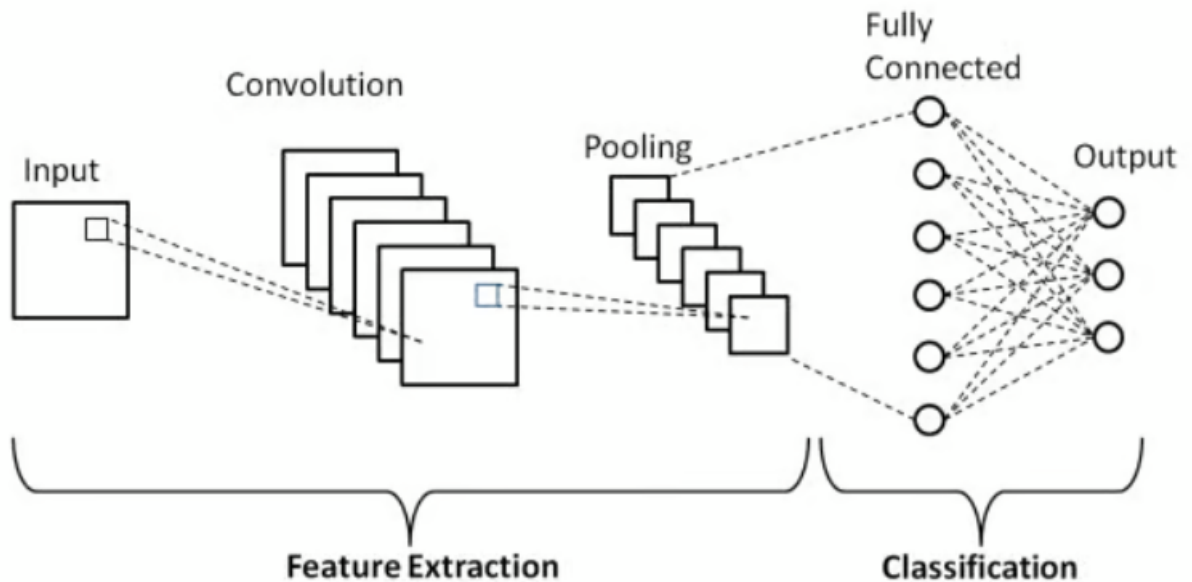 Input
Convolution
Pooling
Fully
Connected
Output
Feature Extraction
Classification